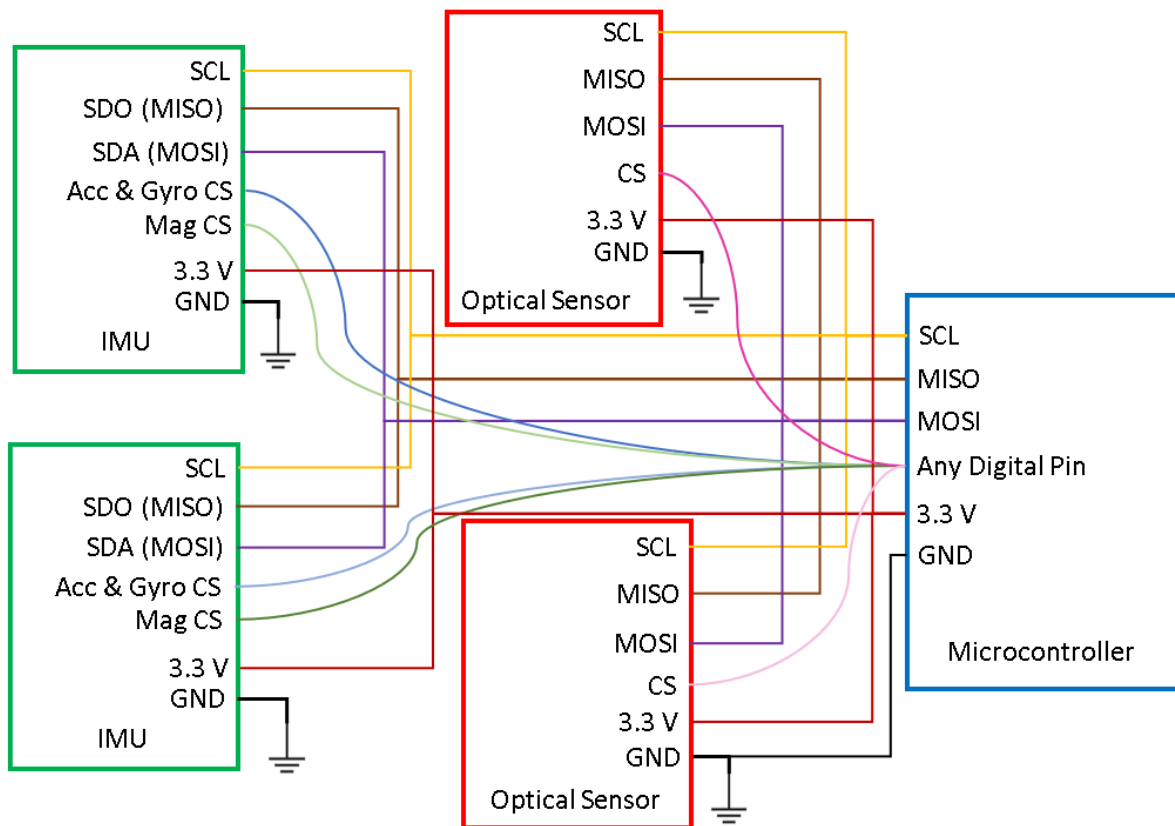 SCL
SDO (MISO)
SDA (MOSI)
Acc & Gyro CS
Mag CS
3.3 V
GND
IMU
SCL
MISO
MOSI
CS
3.3 V
GND
Optical Sensor
SCL
MISO
MOSI
Any Digital Pin
3.3 V
GND
Microcontroller
SCL
SDO (MISO)
SDA (MOSI)
Acc & Gyro CS
Mag CS
3.3 V
GND
IMU
SCL
MISO
MOSI
CS
3.3 V
GND
Optical Sensor